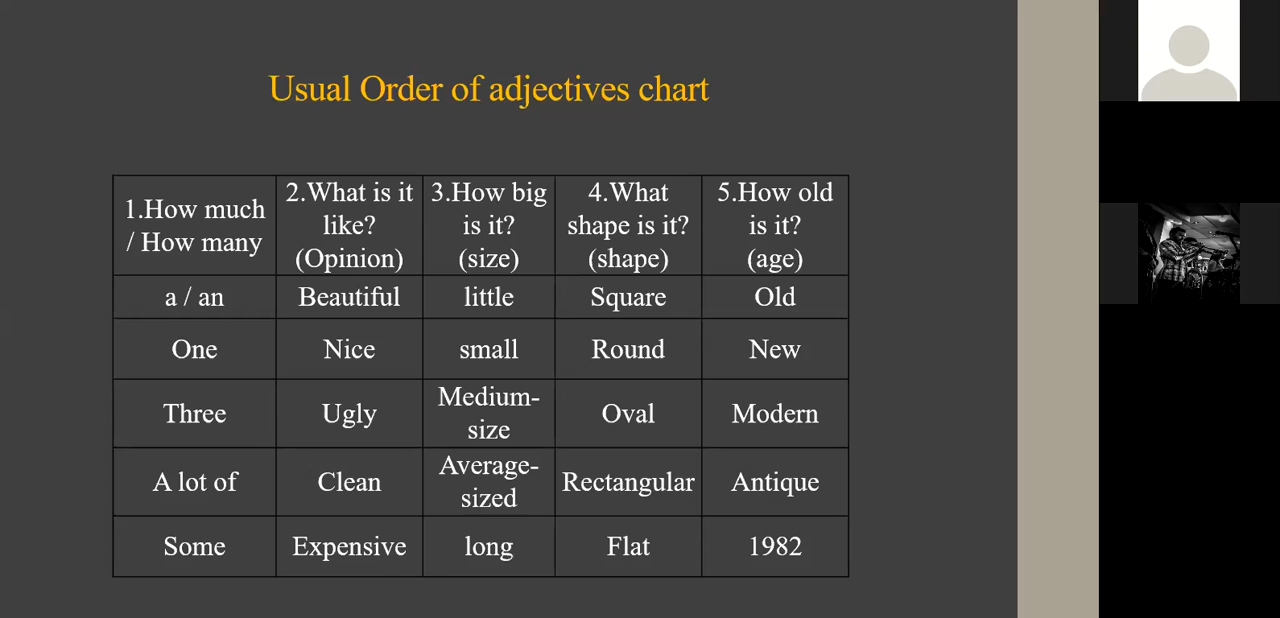 Usual Order of adjectives chart
1.How much
/ How many
2.What is it
like?
(Opinion)
3.How big
is it?
(size)
4.What
shape is it?
(shape)
5.How old
is it?
(age)
a / an
Beautiful
little
Square
Old
One
Nice
small
Round
New
Three
Ugly
Medium-
size
Oval
Modern
A lot of
Clean
Average-
sized
Rectangular
Antique
Some
Expensive
long
Flat
1982